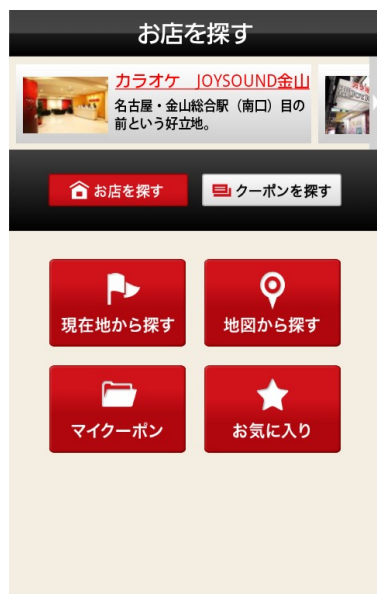 お店を探す
カラオケ JOYSOUND金山
名古屋・金山総合駅（南口）目の
前という好立地。
お店を探す
クーポンを探す
現在地から探す
地図から探す
マイクーポン
お気に入り